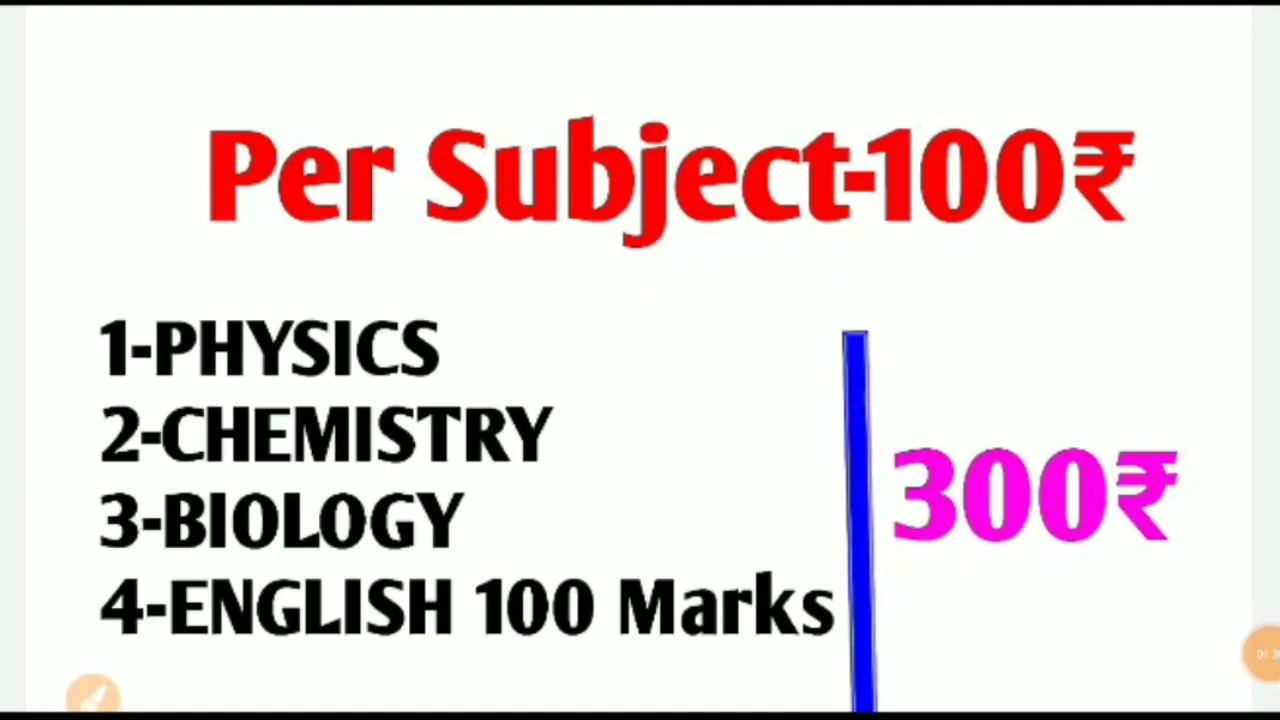 Per Subject-100₹
1-PHYSICS
2-CHEMISTRY
3-BIOLOGY
4-ENGLISH 100 Marks
300₹